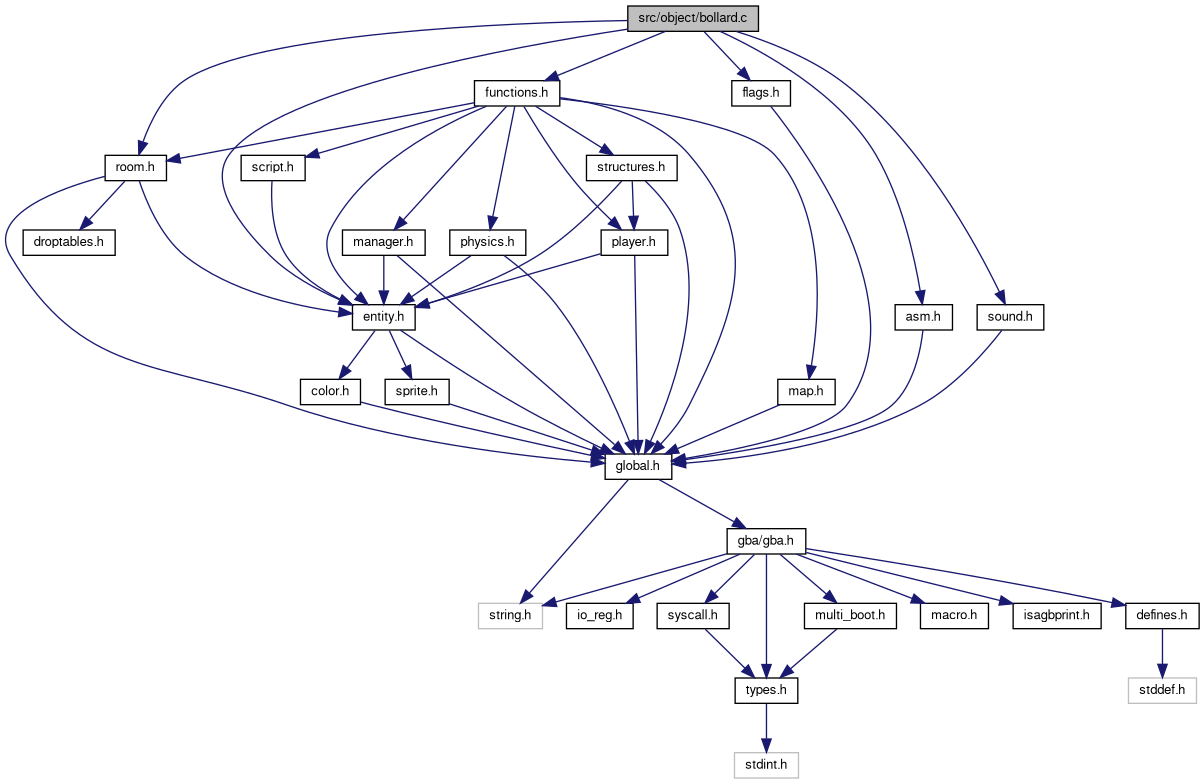 src/object/bollard.c
functions.h
flags.h
room.h
script.h
structures.h
droptables.h
manager.h
physics.h
player.h
entity.h
asm.h
sound.h
color.h
sprite.h
map.h
global.h
gba/gba.h
string.h
io_reg.h
syscall.h
multi_boot.h
macro.h
isagbprint.h
defines.h
types.h
stddef.h
stdint.h